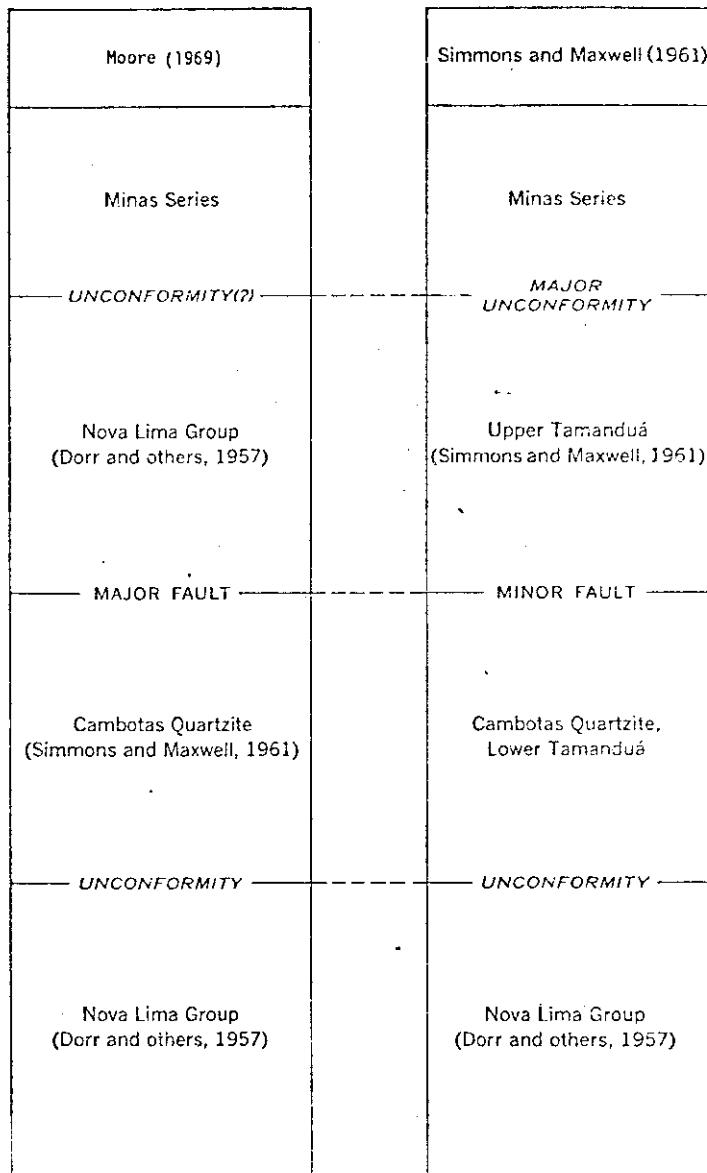 Moore (1969)
Minas Series
UNCONFORMITY(?)
Nova Lima Group
(Dorr and others, 1957)
MAJOR FAULT
Cambotas Quartzite
(Simmons and Maxwell, 1961)
UNCONFORMITY
Nova Lima Group
(Dorr and others, 1957)
Simmons and Maxwell (1961)
Minas Series
MAJOR
UNCONFORMITY
Upper Tamanduá
(Simmons and Maxwell, 1961)
MINOR FAULT
Cambotas Quartzite,
Lower Tamanduá
UNCONFORMITY
Nova Lima Group
(Dorr and others, 1957)